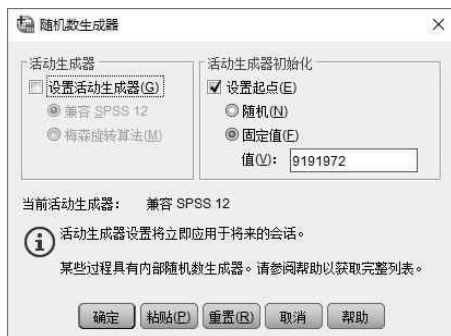 随机数生成器
活动生成器
设置活动生成器(G)
兼容 SPSS 12
梅森旋转算法(M)
活动生成器初始化
设置起点(E)
随机(N)
固定值(F)
值(V)： 9191972
当前活动生成器： 兼容 SPSS 12
活动生成器设置将立即应用于将来的会话。
某些过程具有内部随机数生成器。请参阅帮助以获取完整列表。
确定 粘贴(P) 重置(R) 取消 帮助